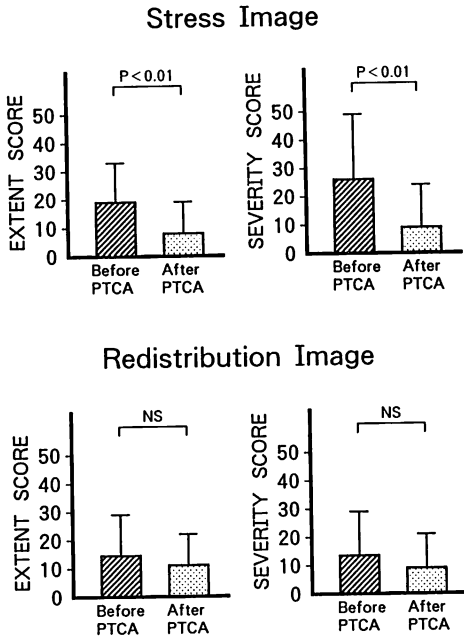 Stress Image
P<0.01
EXTENT SCORE
50
40
30
20
10
0
Before PTCA
After PTCA
P<0.01
SEVERITY SCORE
50
40
30
20
10
0
Before PTCA
After PTCA
Redistribution Image
NS
EXTENT SCORE
50
40
30
20
10
0
Before PTCA
After PTCA
NS
SEVERITY SCORE
50
40
30
20
10
0
Before PTCA
After PTCA